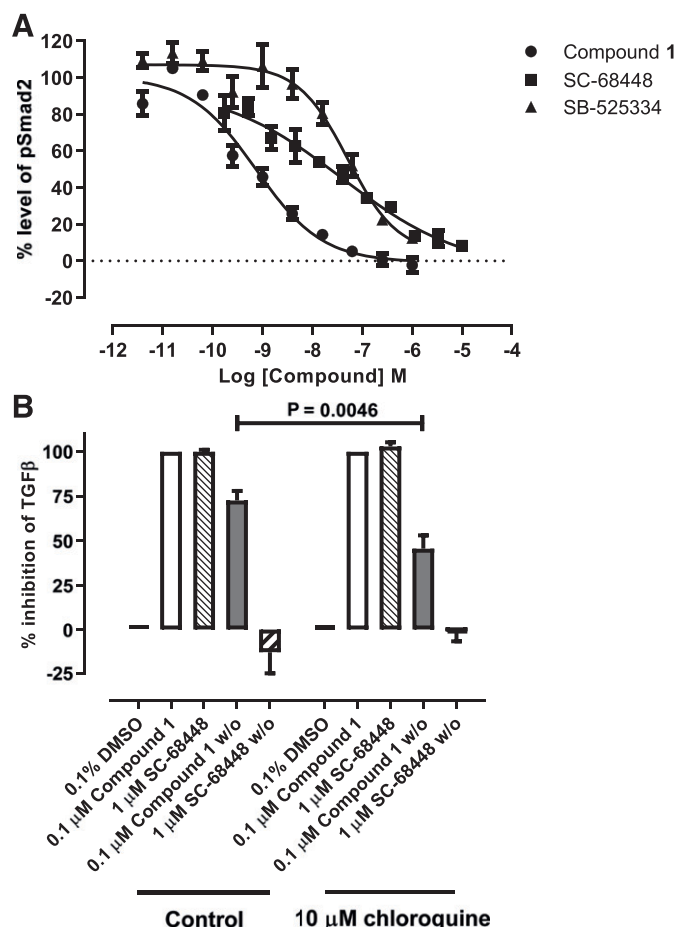 A
Compound 1
SC-68448
SB-525334
% level of pSmad2
120
100
80
60
40
20
0
-20
-12 -11 -10 -9 -8 -7 -6 -5 -4
Log [Compound] M
B
P = 0.0046
% inhibition of TGFβ
100
75
50
25
0
-25
0.1% DMSO
0.1 μM Compound 1
1 μM SC-68448
0.1 μM Compound 1 w/o
1 μM SC-68448 w/o
0.1% DMSO
0.1 μM Compound 1
1 μM SC-68448
0.1 μM Compound 1 w/o
1 μM SC-68448 w/o
Control 10 μM chloroquine